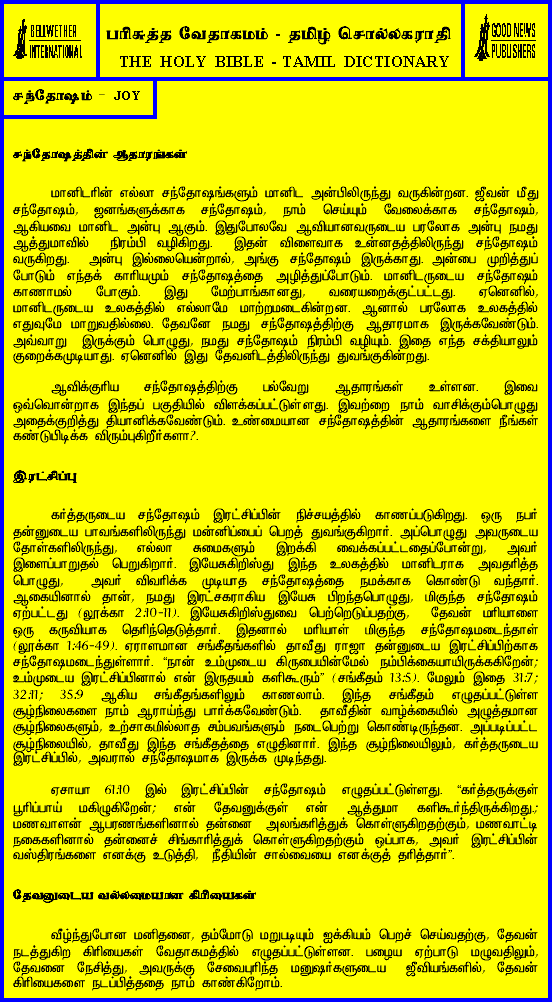 BELLWETHER
INTERNATIONAL
பரிசுத்த வேதாகமம் - தமிழ் சொல்லகராதி
THE HOLY BIBLE - TAMIL DICTIONARY
GOOD NEWS
PUBLISHERS
சந்தோஷம் – JOY
சந்தோஷத்தின் ஆதாரங்கள்
மானிடரின் எல்லா சந்தோஷங்களும் மானிட அன்பிலிருந்து வருகின்றன. ஜீவன் மீது
சந்தோஷம், ஜனங்களுக்காக சந்தோஷம், நாம் செய்யும் வேலைக்காக சந்தோஷம்,
ஆகியவை மானிட அன்பு ஆகும். இதுபோலவே ஆவியானவருடைய பரலோக அன்பு நமது
ஆத்துமாவில் நிரம்பி வழிகிறது. இதன் விளைவாக உன்னதத்திலிருந்து சந்தோஷம்
வருகிறது. அன்பு இல்லையென்றால், அங்கு சந்தோஷம் இருக்காது. அன்பை முறித்துப்
போடும் எந்தக் காரியமும் சந்தோஷத்தை அழித்துப்போடும். மானிடருடைய சந்தோஷம்
காணாமல் போகும். இது மேற்பாங்கானது, வரையறைக்குட்பட்டது. ஏனெனில்,
மானிடருடைய உலகத்தில் எல்லாமே மாற்றமடைகின்றன. ஆனால் பரலோக உலகத்தில்
எதுவுமே மாறுவதில்லை. தேவனே நமது சந்தோஷத்திற்கு ஆதாரமாக இருக்கவேண்டும்.
அவ்வாறு இருக்கும் பொழுது, நமது சந்தோஷம் நிரம்பி வழியும். இதை எந்த சக்தியாலும்
குறைக்கமுடியாது. ஏனெனில் இது தேவனிடத்திலிருந்து துவங்குகின்றது.
ஆவிக்குரிய சந்தோஷத்திற்கு பல்வேறு ஆதாரங்கள் உள்ளன. இவை
ஒவ்வொன்றாக இந்தப் பகுதியில் விளக்கப்பட்டுள்ளது. இவற்றை நாம் வாசிக்கும்பொழுது
அதைக்குறித்து தியானிக்கவேண்டும். உண்மையான சந்தோஷத்தின் ஆதாரங்களை நீங்கள்
கண்டுபிடிக்க விரும்புகிறீர்களா?.
இரட்சிப்பு
கர்த்தருடைய சந்தோஷம் இரட்சிப்பின் நிச்சயத்தில் காணப்படுகிறது. ஒரு நபர்
தன்னுடைய பாவங்களிலிருந்து மன்னிப்பைப் பெறத் துவங்குகிறார். அப்பொழுது அவருடைய
தோள்களிலிருந்து, எல்லா சுமைகளும் இறக்கி வைக்கப்பட்டதைப்போன்று, அவர்
இளைப்பாறுதல் பெறுகிறார். இயேசுகிறிஸ்து இந்த உலகத்தில் மானிடராக அவதரித்த
பொழுது, அவர் விவரிக்க முடியாத சந்தோஷத்தை நமக்காக கொண்டு வந்தார்.
ஆகையினால் தான், நமது இரட்சகராகிய இயேசு பிறந்தபொழுது, மிகுந்த சந்தோஷம்
ஏற்பட்டது (லூக்கா 2:10-11). இயேசுகிறிஸ்துவை பெற்றெடுப்பதற்கு, தேவன் மரியாளை
ஒரு கருவியாக தெரிந்தெடுத்தார். இதனால் மரியாள் மிகுந்த சந்தோஷமடைந்தாள்
(லூக்கா 1:46-49). ஏராளமான சங்கீதங்களில் தாவீது ராஜா தன்னுடைய இரட்சிப்பிற்காக
சந்தோஷமடைந்துள்ளார். “நான் உம்முடைய கிருபையின்மேல் நம்பிக்கையாயிருக்ககிறேன்;
உம்முடைய இரட்சிப்பினால் என் இருதயம் களிகூரும்” (சங்கீதம் 13:5). மேலும் இதை 31:7;
32:11; 35:9 ஆகிய சங்கீதங்களிலும் காணலாம். இந்த சங்கீதம் எழுதப்பட்டுள்ள
சூழ்நிலைகளை நாம் ஆராய்ந்து பார்க்கவேண்டும். தாவீதின் வாழ்க்கையில் அழுத்தமான
சூழ்நிலைகளும், உற்சாகமில்லாத சம்பவங்களும் நடைபெற்று கொண்டிருந்தன. அப்படிப்பட்ட
சூழ்நிலையில், தாவீது இந்த சங்கீதத்தை எழுதினார். இந்த சூழ்நிலையிலும், கர்த்தருடைய
இரட்சிப்பில், அவரால் சந்தோஷமாக இருக்க முடிந்தது.
ஏசாயா 61:10 இல் இரட்சிப்பின் சந்தோஷம் எழுதப்பட்டுள்ளது. “கர்த்தருக்குள்
பூரிப்பாய் மகிழுகிறேன்; என் தேவனுக்குள் என் ஆத்துமா களிகூர்ந்திருக்கிறது.;
மணவாளன் ஆபரணங்களினால் தன்னை அலங்கரித்துக் கொள்ளுகிறதற்கும், மணவாட்டி
நகைகளினால் தன்னைச் சிங்காரித்துக் கொள்ளுகிறதற்கும் ஒப்பாக, அவர் இரட்சிப்பின்
வஸ்திரங்களை எனக்கு உடுத்தி, நீதியின் சால்வையை எனக்குத் தரித்தார்”.
தேவனுடைய வல்லமையான கிரியைகள்
வீழ்ந்துபோன மனிதனை, தம்மோடு மறுபடியும் ஐக்கியம் பெறச் செய்வதற்கு, தேவன்
நடத்துகிற கிரியைகள் வேதாகமத்தில் எழுதப்பட்டுள்ளன. பழைய ஏற்பாடு முழுவதிலும்,
தேவனை நேசித்து, அவருக்கு சேவைபுரிந்த மனுஷர்களுடைய ஜீவியங்களில், தேவன்
கிரியைகளை நடப்பித்ததை நாம் காண்கிறோம்.